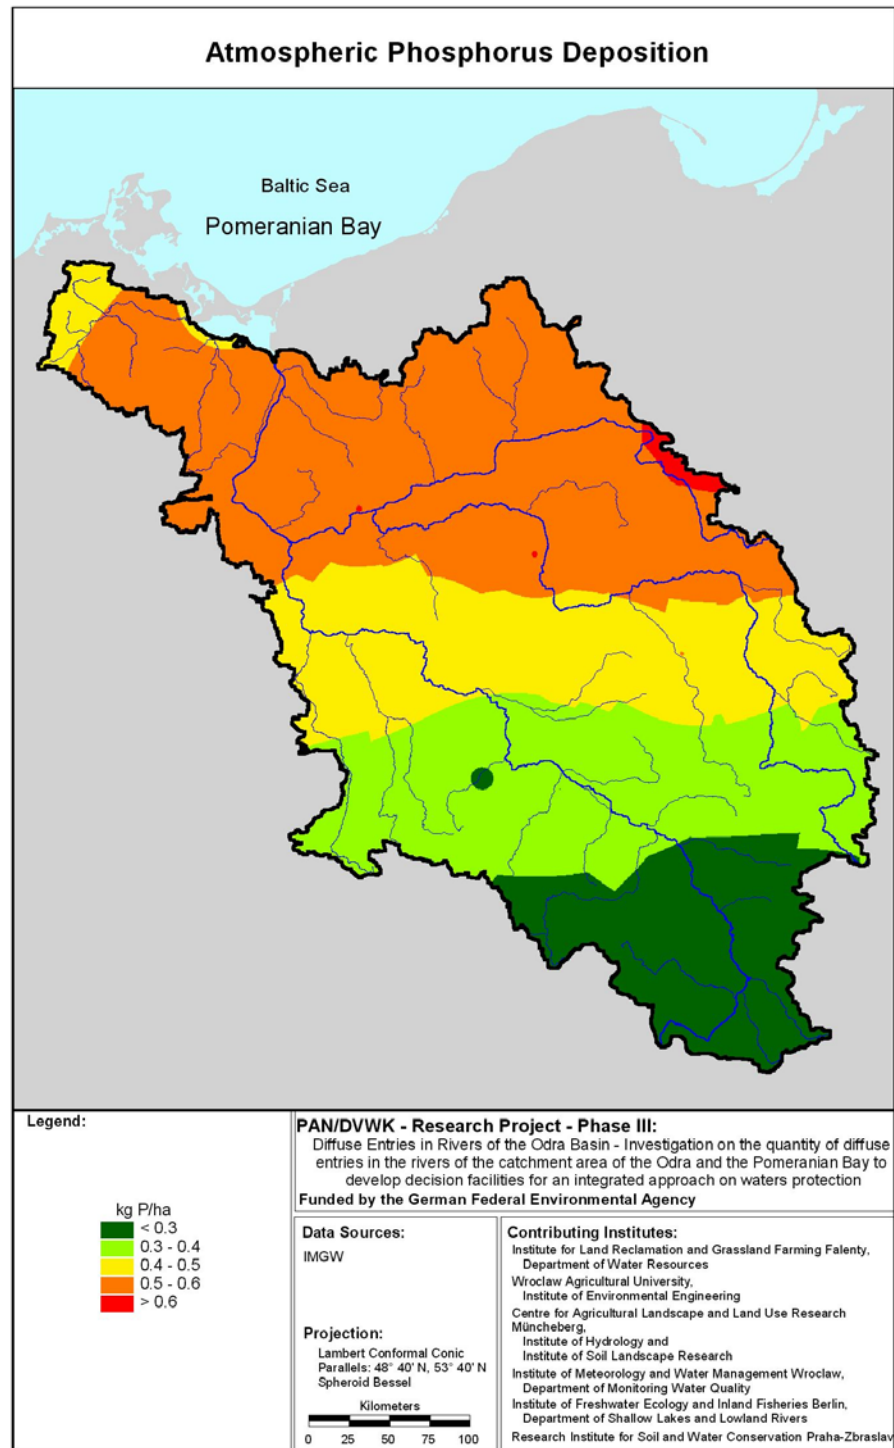 Atmospheric Phosphorus Deposition
Baltic Sea
Pomeranian Bay
Legend:
kg P/ha
< 0.3
0.3 - 0.4
0.4 - 0.5
0.5 - 0.6
> 0.6
PAN/DVWK - Research Project - Phase III:
Diffuse Entries in Rivers of the Odra Basin - Investigation on the quantity of diffuse
entries in the rivers of the catchment area of the Odra and the Pomeranian Bay to
develop decision facilities for an integrated approach on waters protection
Funded by the German Federal Environmental Agency
Data Sources:
IMGW
Projection:
Lambert Conformal Conic
Parallels: 48° 40' N, 53° 40' N
Spheroid Bessel
Kilometers
0 25 50 75 100
Contributing Institutes:
Institute for Land Reclamation and Grassland Farming Falenty,
Department of Water Resources
Wroclaw Agricultural University,
Institute of Environmental Engineering
Centre for Agricultural Landscape and Land Use Research
Müncheberg,
Institute of Hydrology and
Institute of Soil Landscape Research
Institute of Meteorology and Water Management Wroclaw,
Department of Monitoring Water Quality
Institute of Freshwater Ecology and Inland Fisheries Berlin,
Department of Shallow Lakes and Lowland Rivers
Research Institute for Soil and Water Conservation Praha-Zbraslav